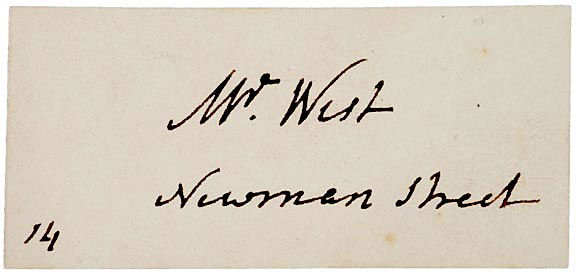 Mr. West
Newman Street
14